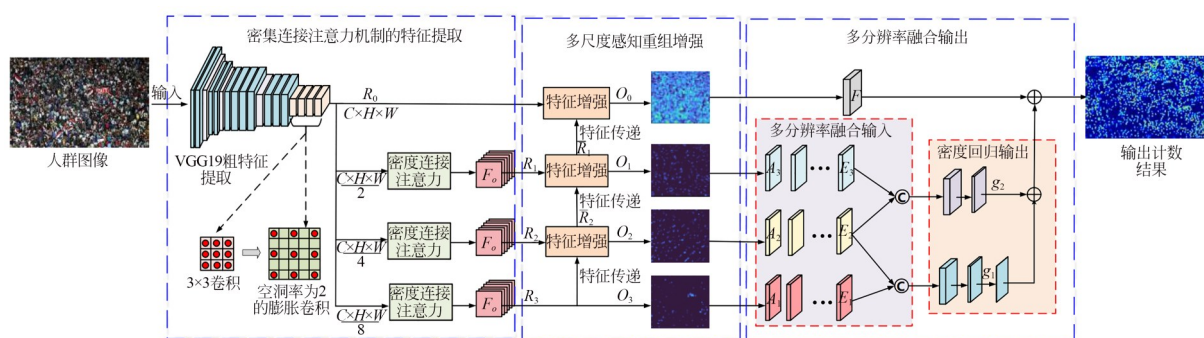 密集连接注意力机制的特征提取
多尺度感知重组增强
多分辨率融合输出
输入
人群图像
VGG19粗特征
提取
3×3卷积
空洞率为2
的膨胀卷积
R0
C×H×W
C×H×W
2
密度连接
注意力
Fo
R1
C×H×W
4
密度连接
注意力
Fo
R2
C×H×W
8
密度连接
注意力
Fo
R3
特征增强
O0
特征传递
R1
特征增强
O1
特征传递
R2
特征增强
O2
特征传递
O3
F
多分辨率融合输入
A3
E3
A2
E2
A1
E1
C
C
密度回归输出
g2
g1
输出计数
结果